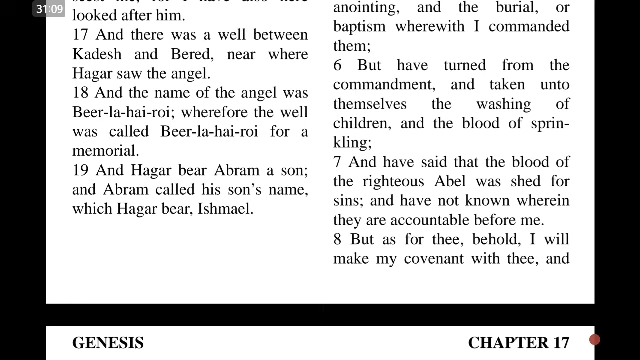 31:09
looked after him.
17 And there was a well between
Kadesh and Bered, near where
Hagar saw the angel.
18 And the name of the angel was
Beer-la-hai-roi; wherefore the well
was called Beer-la-hai-roi for a
memorial.
19 And Hagar bear Abram a son;
and Abram called his son’s name,
which Hagar bear, Ishmael.
anointing, and the burial, or
baptism wherewith I commanded
them;
6 But have turned from the
commandment, and taken unto
themselves the washing of
children, and the blood of sprin-
kling;
7 And have said that the blood of
the righteous Abel was shed for
sins; and have not known wherein
they are accountable before me.
8 But as for thee, behold, I will
make my covenant with thee, and
GENESIS CHAPTER 17